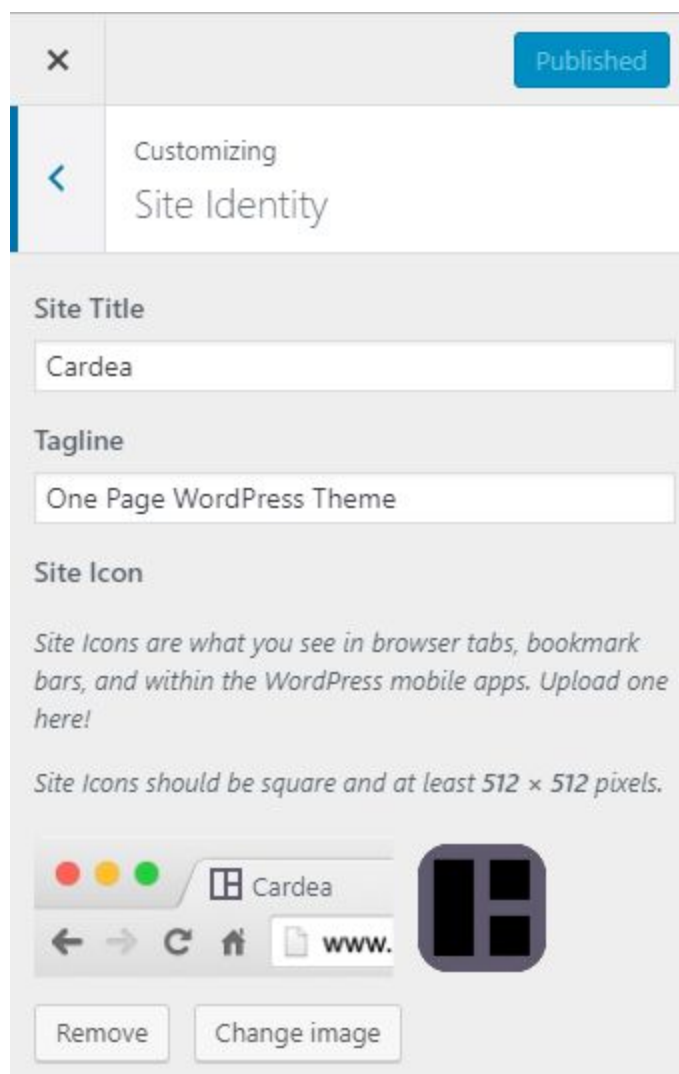 Published
Customizing
Site Identity
Site Title
Cardea
Tagline
One Page WordPress Theme
Site Icon
Site Icons are what you see in browser tabs, bookmark
bars, and within the WordPress mobile apps. Upload one
here!
Site Icons should be square and at least 512 × 512 pixels.
Cardea
www.
Remove
Change image